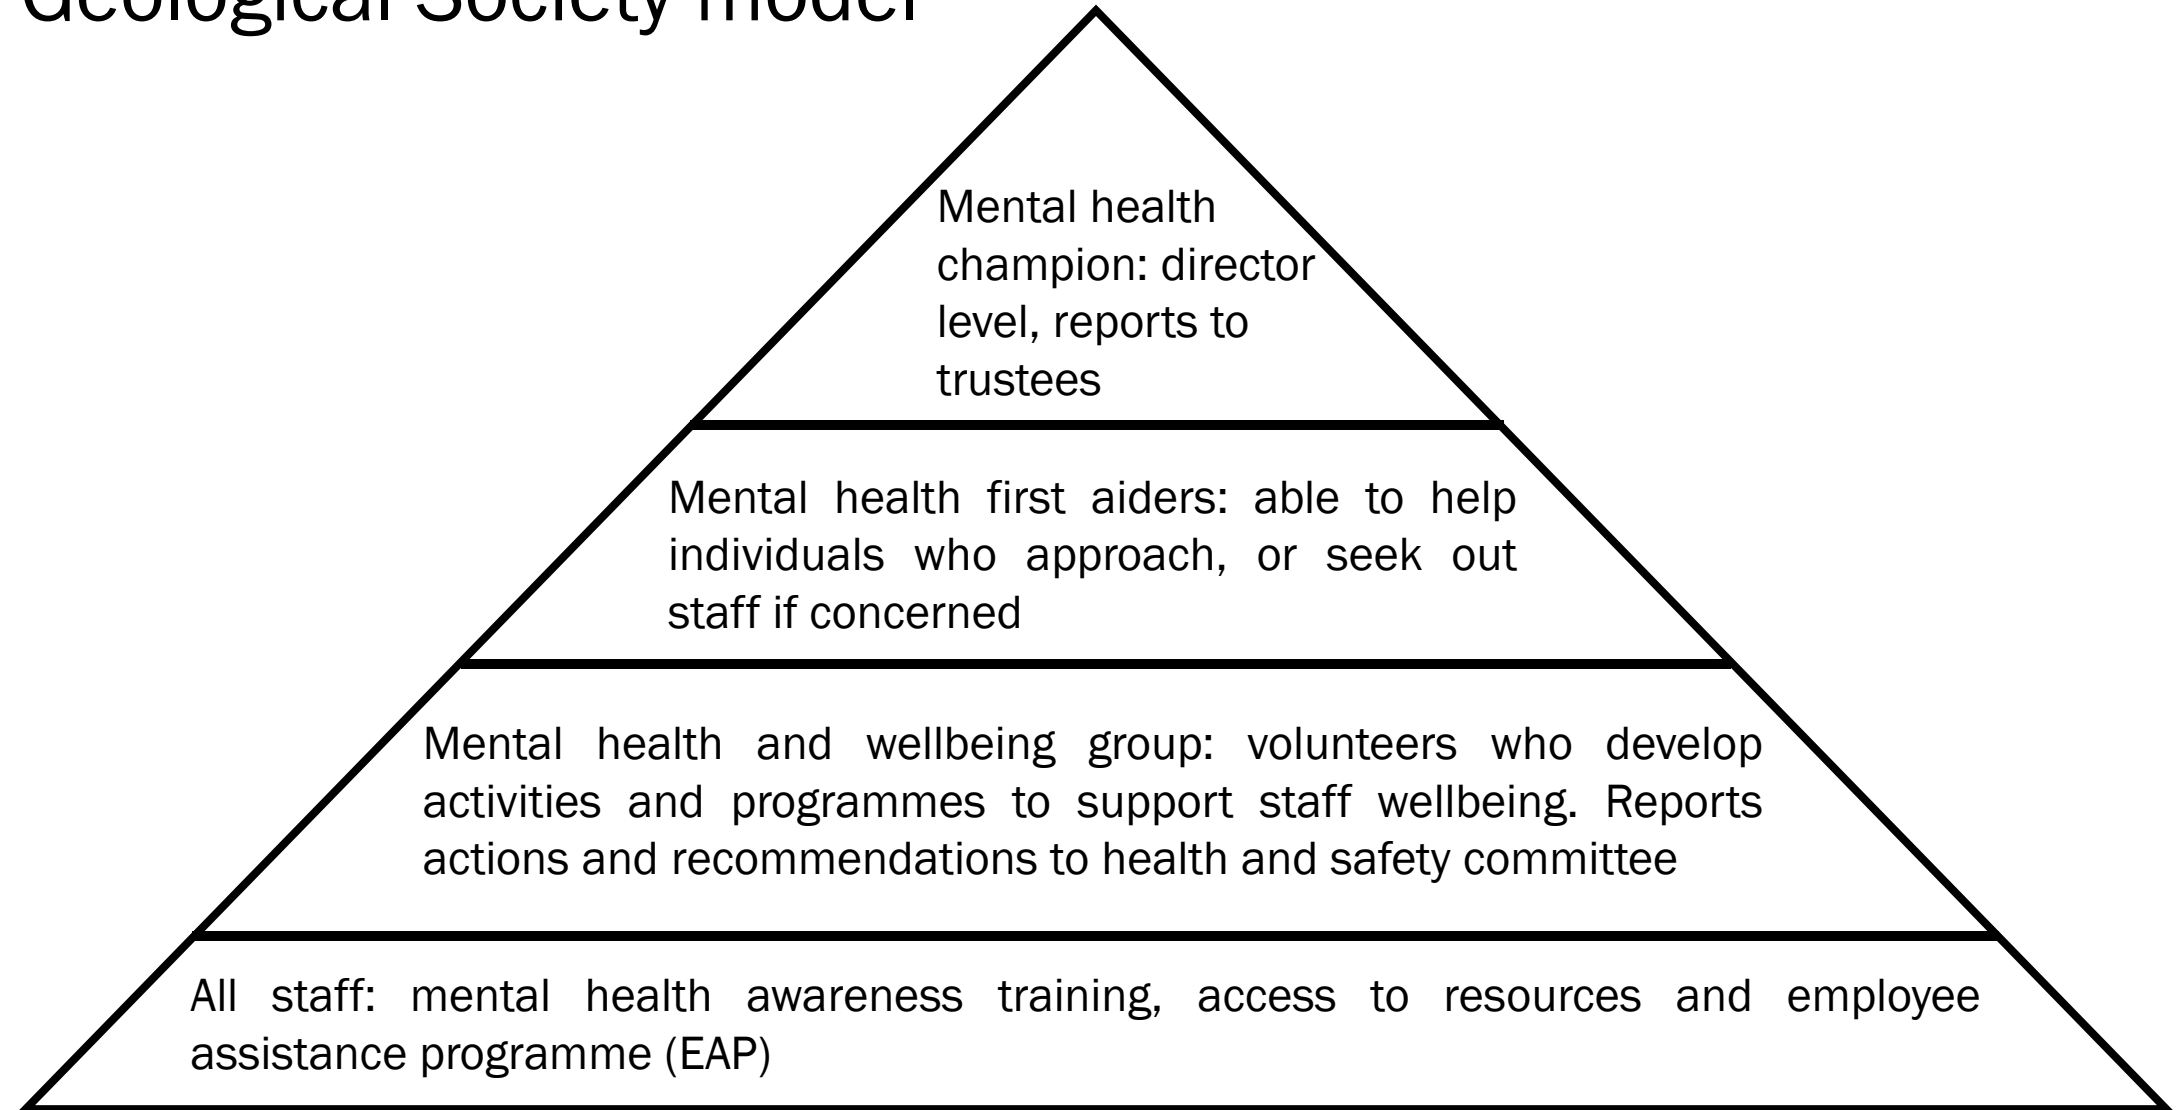 Geological Society model
Mental health
champion: director
level, reports to
trustees
Mental health first aiders: able to help
individuals who approach, or seek out
staff if concerned
Mental health and wellbeing group: volunteers who develop
activities and programmes to support staff wellbeing. Reports
actions and recommendations to health and safety committee
All staff: mental health awareness training, access to resources and employee
assistance programme (EAP)